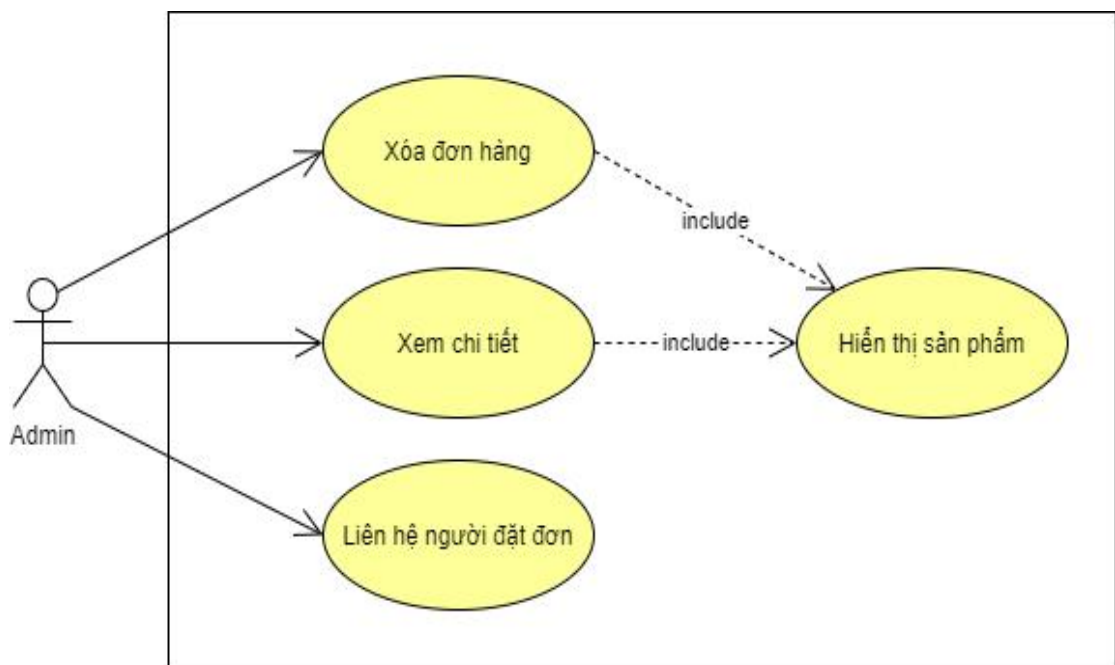 Xóa đơn hàng
include
Xem chi tiết
include
Hiển thị sản phẩm
Admin
Liên hệ người đặt đơn